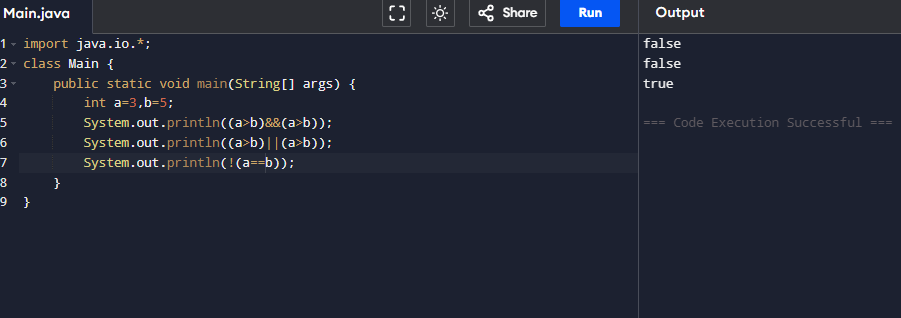 Main.java
Share
Run
Output
1 import java.io.*;
2 class Main {
3 public static void main(String[] args) {
4 int a=3,b=5;
5 System.out.println((a>b)&&(a>b));
6 System.out.println((a>b)||(a>b));
7 System.out.println(!(a==b));
8 }
9 }
false
false
true
=== Code Execution Successful ===